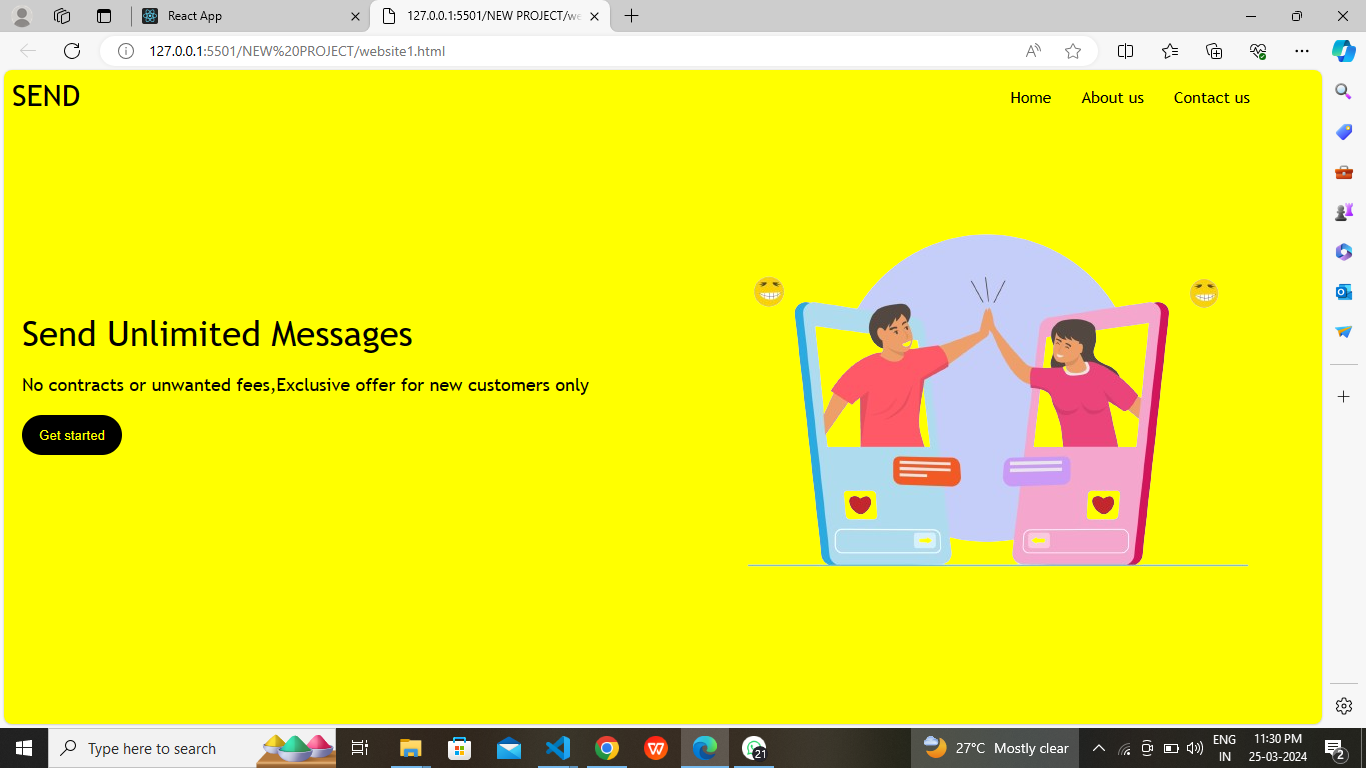 React App
127.0.0.1:5501/NEW PROJECT/we
127.0.0.1:5501/NEW%20PROJECT/website1.html
SEND
Home About us Contact us
Send Unlimited Messages
No contracts or unwanted fees,Exclusive offer for new customers only
Get started
Type here to search
21
27°C Mostly clear
ENG
IN
11:30 PM
25-03-2024
2